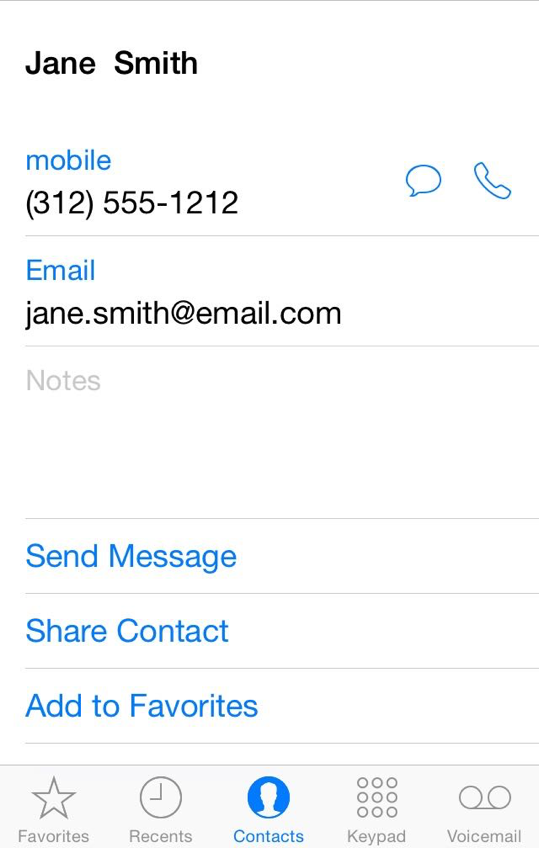 Jane Smith
mobile
(312) 555-1212
Email
jane.smith@email.com
Notes
Send Message
Share Contact
Add to Favorites
Favorites Recents Contacts Keypad Voicemail